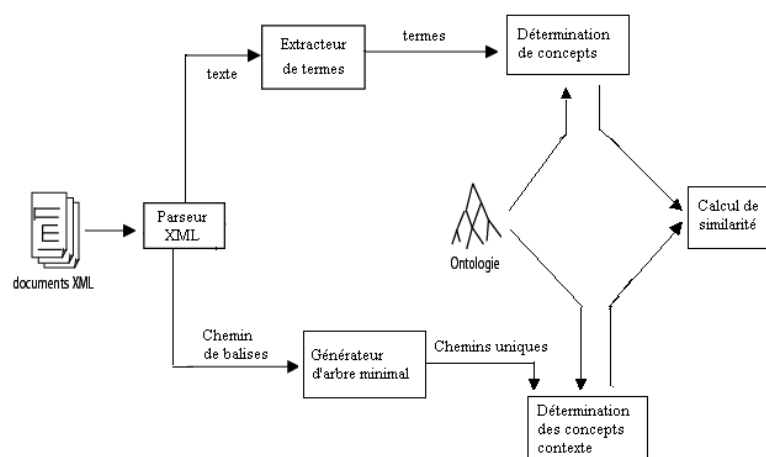 Extracteur
de termes
termes
Détermination
de concepts
texte
Parseur
XML
documents XML
Ontologie
Calcul de
similarité
Chemin
de balises
Générateur
d'arbre minimal
Chemins uniques
Détermination
des concepts
contexte